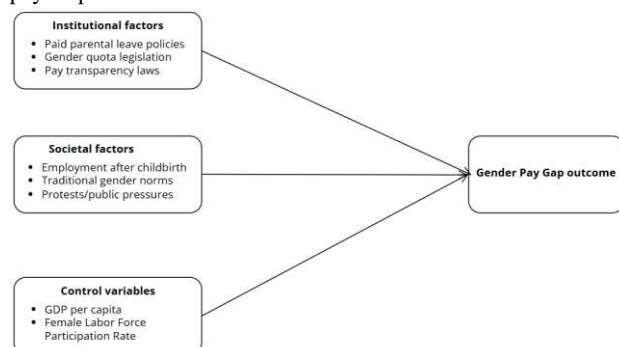 Institutional factors
• Paid parental leave policies
• Gender quota legislation
• Pay transparency laws
Societal factors
• Employment after childbirth
• Traditional gender norms
• Protests/public pressures
Gender Pay Gap outcome
Control variables
• GDP per capita
• Female Labor Force
Participation Rate